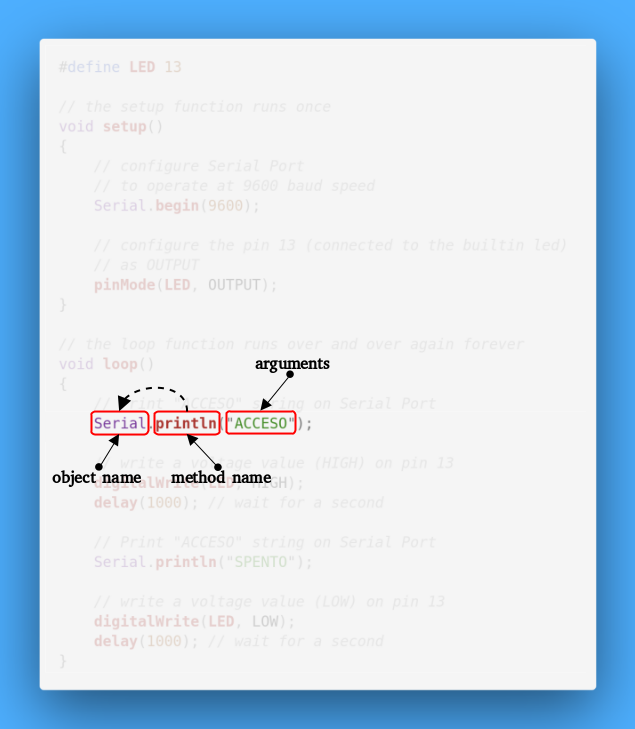 #define LED 13
// the setup function runs once
void setup()
{
// configure Serial Port
// to operate at 9600 baud speed
Serial.begin(9600);
// configure the pin 13 (connected to the builtin led)
// as OUTPUT
pinMode(LED, OUTPUT);
}
// the loop function runs over and over again forever
void loop()
arguments
{
// Print "ACCESO" string on Serial Port
Serial.println("ACCESO");
// write a voltage value (HIGH) on pin 13
object name
method name
digitalWrite(LED, HIGH);
delay(1000); // wait for a second
// Print "ACCESO" string on Serial Port
Serial.println("SPENTO");
// write a voltage value (LOW) on pin 13
digitalWrite(LED, LOW);
delay(1000); // wait for a second
}